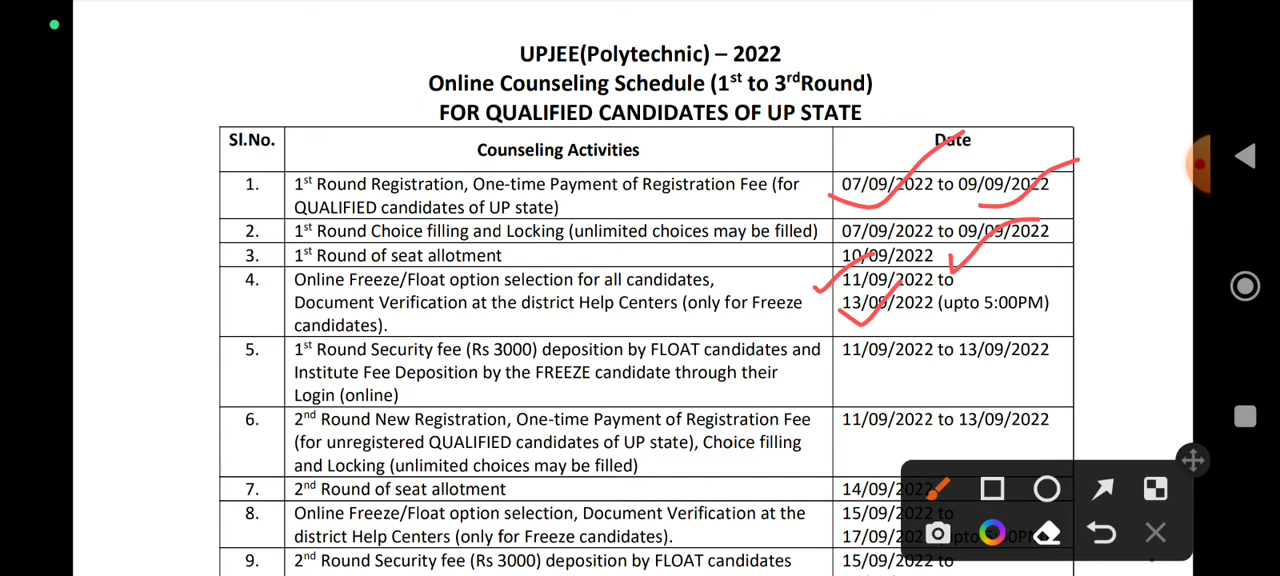 UPJEE(Polytechnic) – 2022
Online Counseling Schedule (1st to 3rdRound)
FOR QUALIFIED CANDIDATES OF UP STATE
Sl.No. Counseling Activities Date
1. 1st Round Registration, One-time Payment of Registration Fee (for 07/09/2022 to 09/09/2022
QUALIFIED candidates of UP state)
2. 1st Round Choice filling and Locking (unlimited choices may be filled) 07/09/2022 to 09/09/2022
3. 1st Round of seat allotment 10/09/2022
4. Online Freeze/Float option selection for all candidates, 11/09/2022 to
Document Verification at the district Help Centers (only for Freeze 13/09/2022 (upto 5:00PM)
candidates).
5. 1st Round Security fee (Rs 3000) deposition by FLOAT candidates and 11/09/2022 to 13/09/2022
Institute Fee Deposition by the FREEZE candidate through their
Login (online)
6. 2nd Round New Registration, One-time Payment of Registration Fee 11/09/2022 to 13/09/2022
(for unregistered QUALIFIED candidates of UP state), Choice filling
and Locking (unlimited choices may be filled)
7. 2nd Round of seat allotment 14/09/2022
8. Online Freeze/Float option selection, Document Verification at the 15/09/2022 to
district Help Centers (only for Freeze candidates). 17/09/2022 (upto 5:00PM)
9. 2nd Round Security fee (Rs 3000) deposition by FLOAT candidates 15/09/2022 to